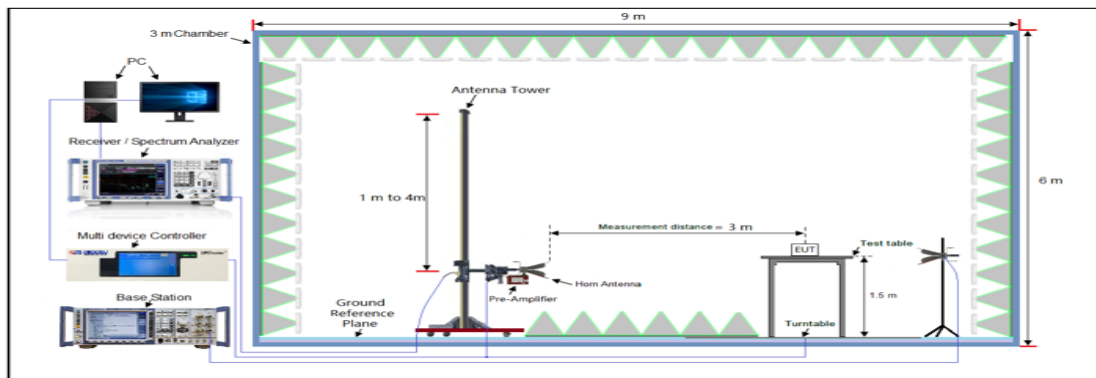 9 m
3 m Chamber
PC
Antenna Tower
Receiver / Spectrum Analyzer
6 m
1 m to 4m
Measurement distance = 3 m
Multi device Controller
EUT
Test table
Horn Antenna
Pre-Amplifier
Base Station
1.5 m
Ground
Reference
Plane
Turntable